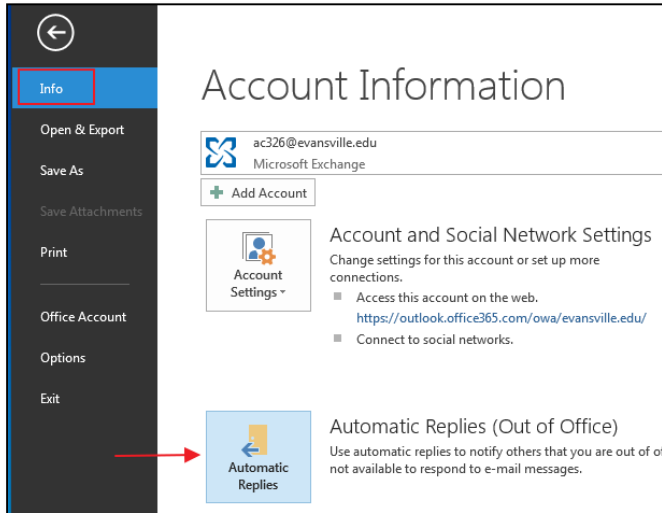 Info
Open & Export
Save As
Save Attachments
Print
Office Account
Options
Exit
Account Information
ac326@evansville.edu
Microsoft Exchange
Add Account
Account
Settings
Account and Social Network Settings
Change settings for this account or set up more
connections.
Access this account on the web.
https://outlook.office365.com/owa/evansville.edu/
Connect to social networks.
Automatic
Replies
Automatic Replies (Out of Office)
Use automatic replies to notify others that you are out of
not available to respond to e-mail messages.